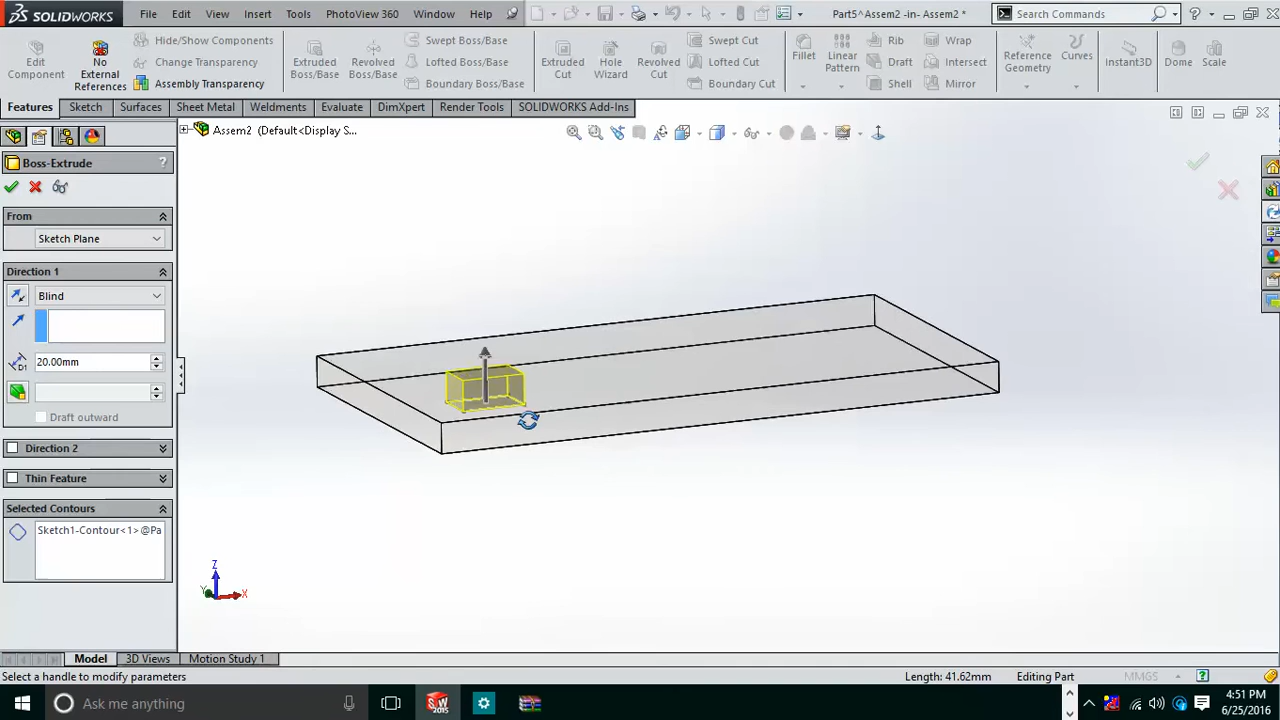 SOLIDWORKS File Edit View Insert Tools PhotoView 360 Window Help Part5^Assem2 -in- Assem2 * Search Commands
Edit Component
No External References
Hide/Show Components
Change Transparency
Assembly Transparency
Extruded Boss/Base
Revolved Boss/Base
Swept Boss/Base
Lofted Boss/Base
Boundary Boss/Base
Extruded Cut
Hole Wizard
Revolved Cut
Swept Cut
Lofted Cut
Boundary Cut
Fillet
Linear Pattern
Rib
Draft
Shell
Wrap
Intersect
Mirror
Reference Geometry
Curves
Instant3D
Dome
Scale
Features Sketch Surfaces Sheet Metal Weldments Evaluate DimXpert Render Tools SOLIDWORKS Add-Ins
Assem2 (Default<Display S...
Boss-Extrude ?
From
Sketch Plane
Direction 1
Blind
D1
20.00mm
Draft outward
Direction 2
Thin Feature
Selected Contours
Sketch1-Contour<1>@Pa
Z
Y X
Model 3D Views Motion Study 1
Select a handle to modify parameters Length: 41.62mm Editing Part MMGS ?
Ask me anything
SW
2015
4:51 PM
6/25/2016